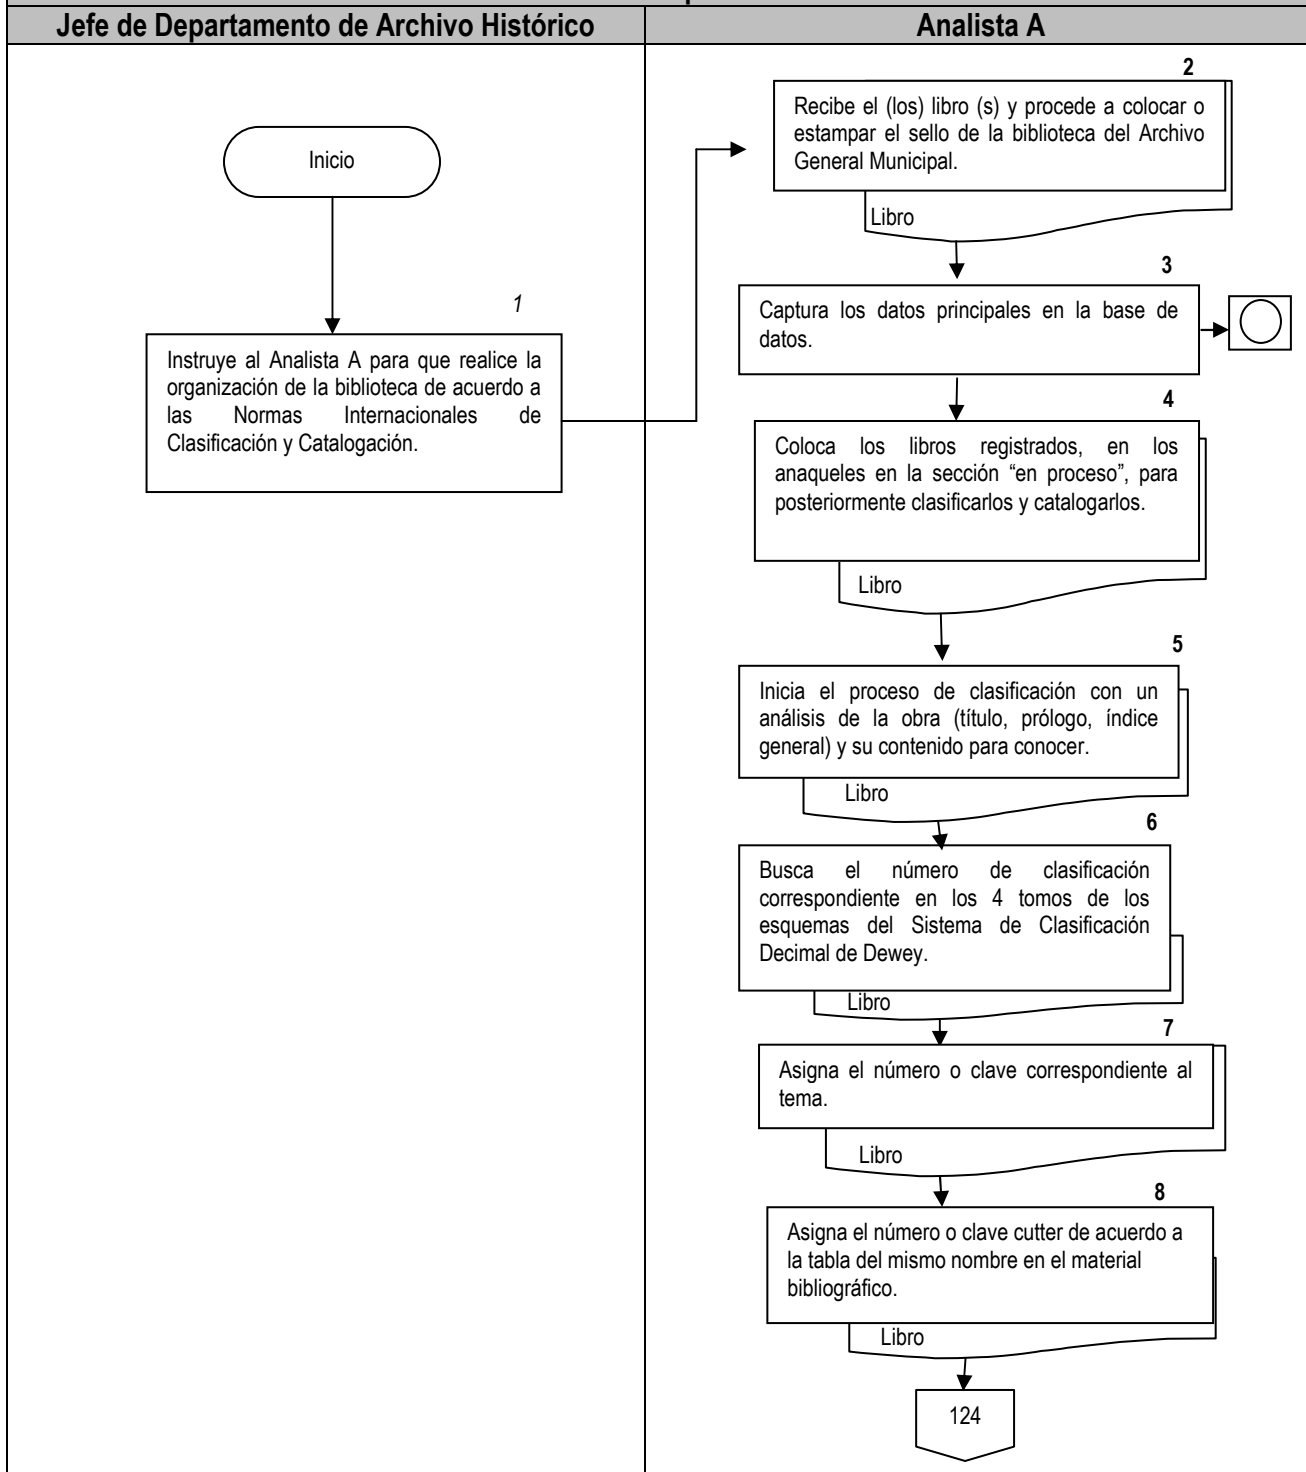 Jefe de Departamento de Archivo Histórico
Analista A
Inicio
1
Instruye al Analista A para que realice la
organización de la biblioteca de acuerdo a
las Normas Internacionales de
Clasificación y Catalogación.
2
Recibe el (los) libro (s) y procede a colocar o
estampar el sello de la biblioteca del Archivo
General Municipal.
Libro
3
Captura los datos principales en la base de
datos.
4
Coloca los libros registrados, en los
anaqueles en la sección “en proceso”, para
posteriormente clasificarlos y catalogarlos.
Libro
5
Inicia el proceso de clasificación con un
análisis de la obra (título, prólogo, índice
general) y su contenido para conocer.
Libro
6
Busca el número de clasificación
correspondiente en los 4 tomos de los
esquemas del Sistema de Clasificación
Decimal de Dewey.
Libro
7
Asigna el número o clave correspondiente al
tema.
Libro
8
Asigna el número o clave cutter de acuerdo a
la tabla del mismo nombre en el material
bibliográfico.
Libro
124